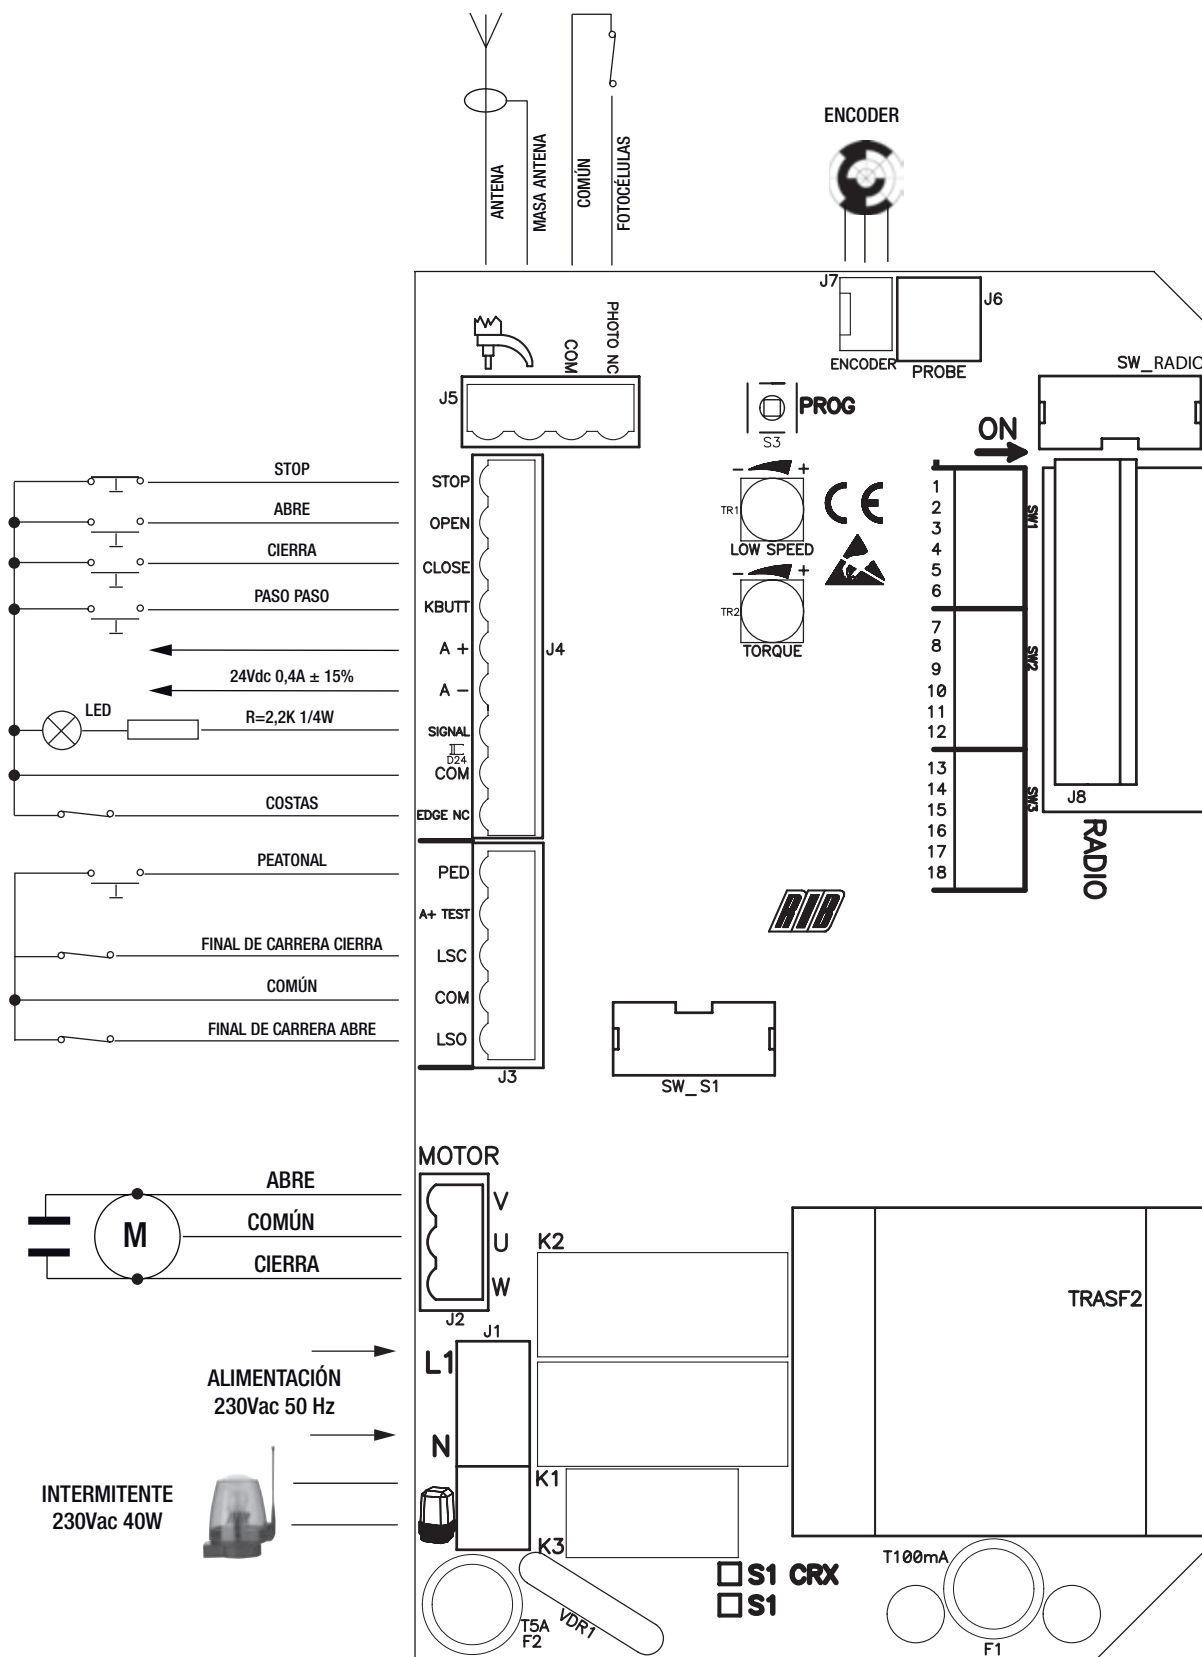 ANTENA
MASA ANTENA
COMÚN
FOTOCÉLULAS
ENCODER
J7
ENCODER
J6
PROBE
COM
PHOTO NC
J5
PROG
S3
SW_RADIO
ON
- +
TR1
LOW SPEED
- +
TR2
TORQUE
CE
1
2
3
4
5
6
SW1
7
8
9
10
11
12
SW2
13
14
15
16
17
18
SW3
J8
RADIO
STOP
STOP
ABRE
OPEN
CIERRA
CLOSE
PASO PASO
KBUTT
A +
J4
24Vdc 0,4A ± 15%
A -
LED
R=2,2K 1/4W
SIGNAL
D24
COM
COSTAS
EDGE NC
PEATONAL
PED
A+ TEST
FINAL DE CARRERA CIERRA
LSC
COMÚN
COM
FINAL DE CARRERA ABRE
LSO
J3
RIB
SW_S1
MOTOR
ABRE
V
M
COMÚN
U
CIERRA
W
J2
K2
TRASF2
J1
L1
ALIMENTACIÓN
230Vac 50 Hz
N
K1
INTERMITENTE
230Vac 40W
K3
S1 CRX
S1
T5A
F2
VDR1
T100mA
F1